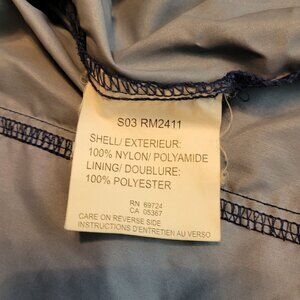 S03 RM2411
SHELL/ EXTERIEUR:
100% NYLON/ POLYAMIDE
LINING/ DOUBLURE:
100% POLYESTER
RN 69724
CA 05367
CARE ON REVERSE SIDE
INSTRUCTIONS D'ENTRETIEN AU VERSO